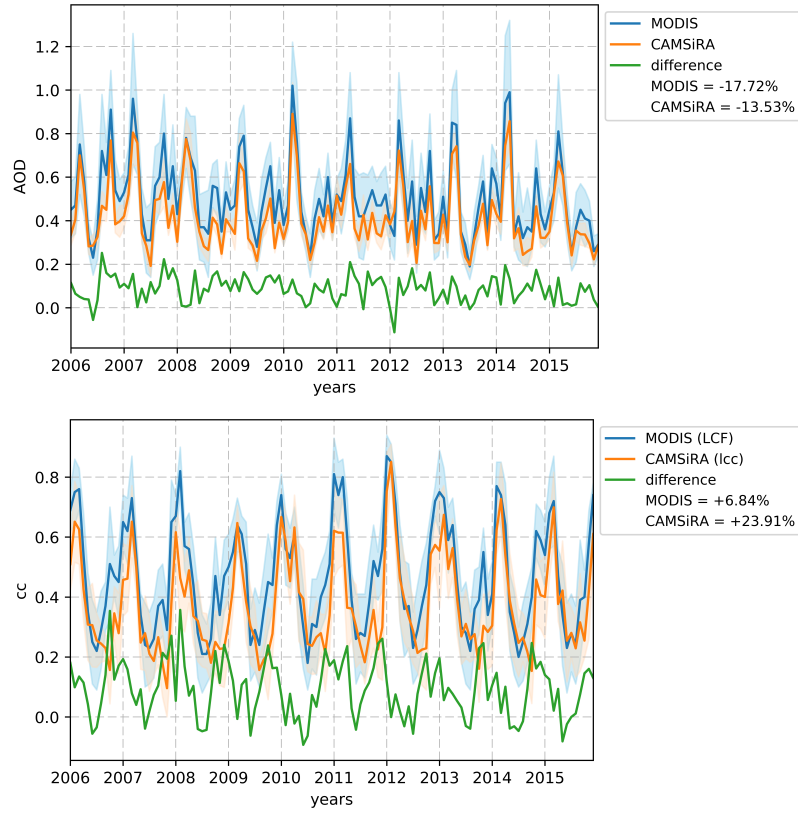 1.2
1.0
0.8
0.6
0.4
0.2
0.0
AOD
2006 2007 2008 2009 2010 2011 2012 2013 2014 2015
years
MODIS
CAMSiRA
difference
MODIS = -17.72%
CAMSiRA = -13.53%
0.8
0.6
0.4
0.2
0.0
cc
2006 2007 2008 2009 2010 2011 2012 2013 2014 2015
years
MODIS (LCF)
CAMSiRA (lcc)
difference
MODIS = +6.84%
CAMSiRA = +23.91%